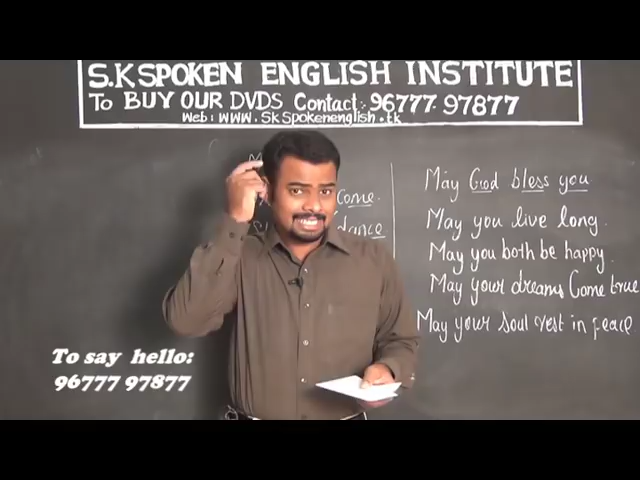 S.K SPOKEN ENGLISH INSTITUTE
To BUY OUR DVDS Contact: 96777 97877
Web: WWW.SkSpokenenglish.tk
Come.
dance
May God bless you
May you live long.
May you both be happy.
May your dreams Come true
May your soul rest in peace
To say hello:
96777 97877